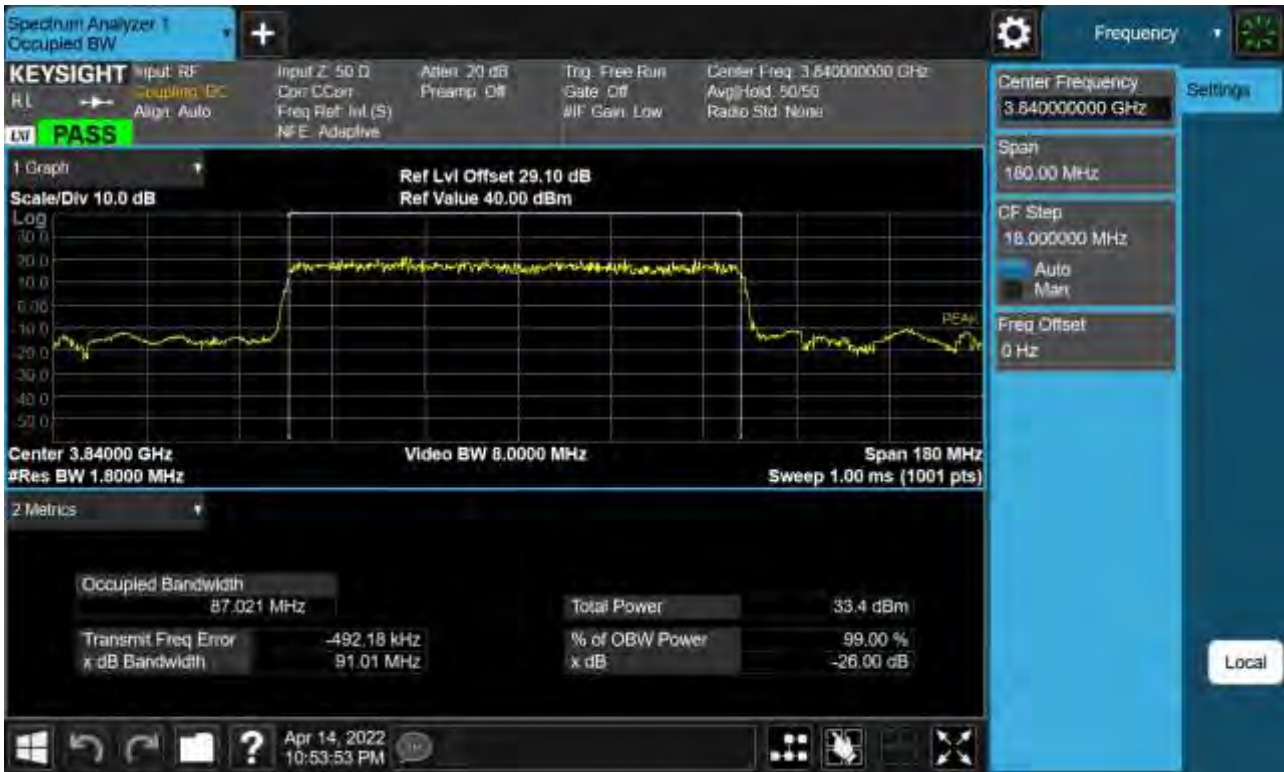 Spectrum Analyzer 1
Occupied BW
Frequency
KEYSIGHT
Input: RF
Coupling: DC
Align: Auto
RL
LNI
PASS
Input Z: 50 Ω
Corr CCorr
Freq Ref: Int (S)
NFE: Adaptive
Atten: 20 dB
Preamp: Off
Trig: Free Run
Gate: Off
#IF Gain: Low
Center Freq: 3.840000000 GHz
Avg|Hold: 50/50
Radio Std: None
1 Graph
Scale/Div 10.0 dB
Ref Lvl Offset 29.10 dB
Ref Value 40.00 dBm
Log
30.0
20.0
10.0
0.00
-10.0
-20.0
-30.0
-40.0
-50.0
PEAK
Center 3.84000 GHz
#Res BW 1.8000 MHz
Video BW 8.0000 MHz
Span 180 MHz
Sweep 1.00 ms (1001 pts)
2 Metrics
Occupied Bandwidth
87.021 MHz
Transmit Freq Error -492.18 kHz
x dB Bandwidth 91.01 MHz
Total Power 33.4 dBm
% of OBW Power 99.00 %
x dB -26.00 dB
Center Frequency
3.840000000 GHz
Span
180.00 MHz
CF Step
18.000000 MHz
Auto
Man
Freq Offset
0 Hz
Settings
Local
Apr 14, 2022
10:53:53 PM